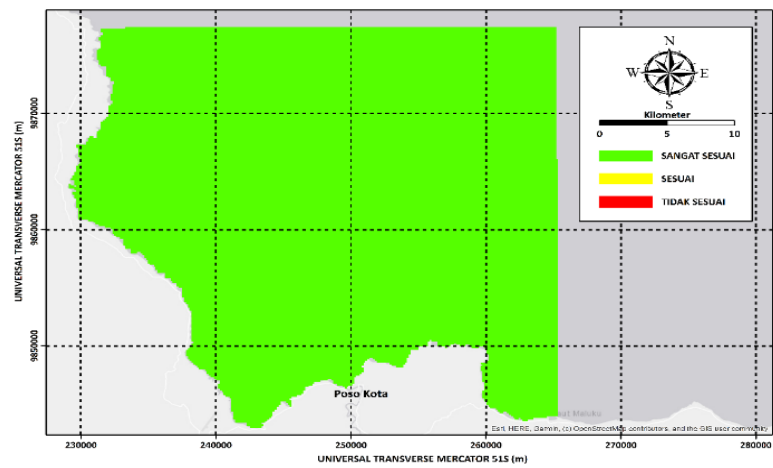 N
W E
S
Kilometer
0 5 10
SANGAT SESUAI
SESUAI
TIDAK SESUAI
UNIVERSAL TRANSVERSE MERCATOR 51S (m)
9870000
9860000
9850000
Poso Kota
Esri, HERE, Garmin, (c) OpenStreetMap contributors, and the GIS user community
230000 240000 250000 260000 270000 280000
UNIVERSAL TRANSVERSE MERCATOR 51S (m)